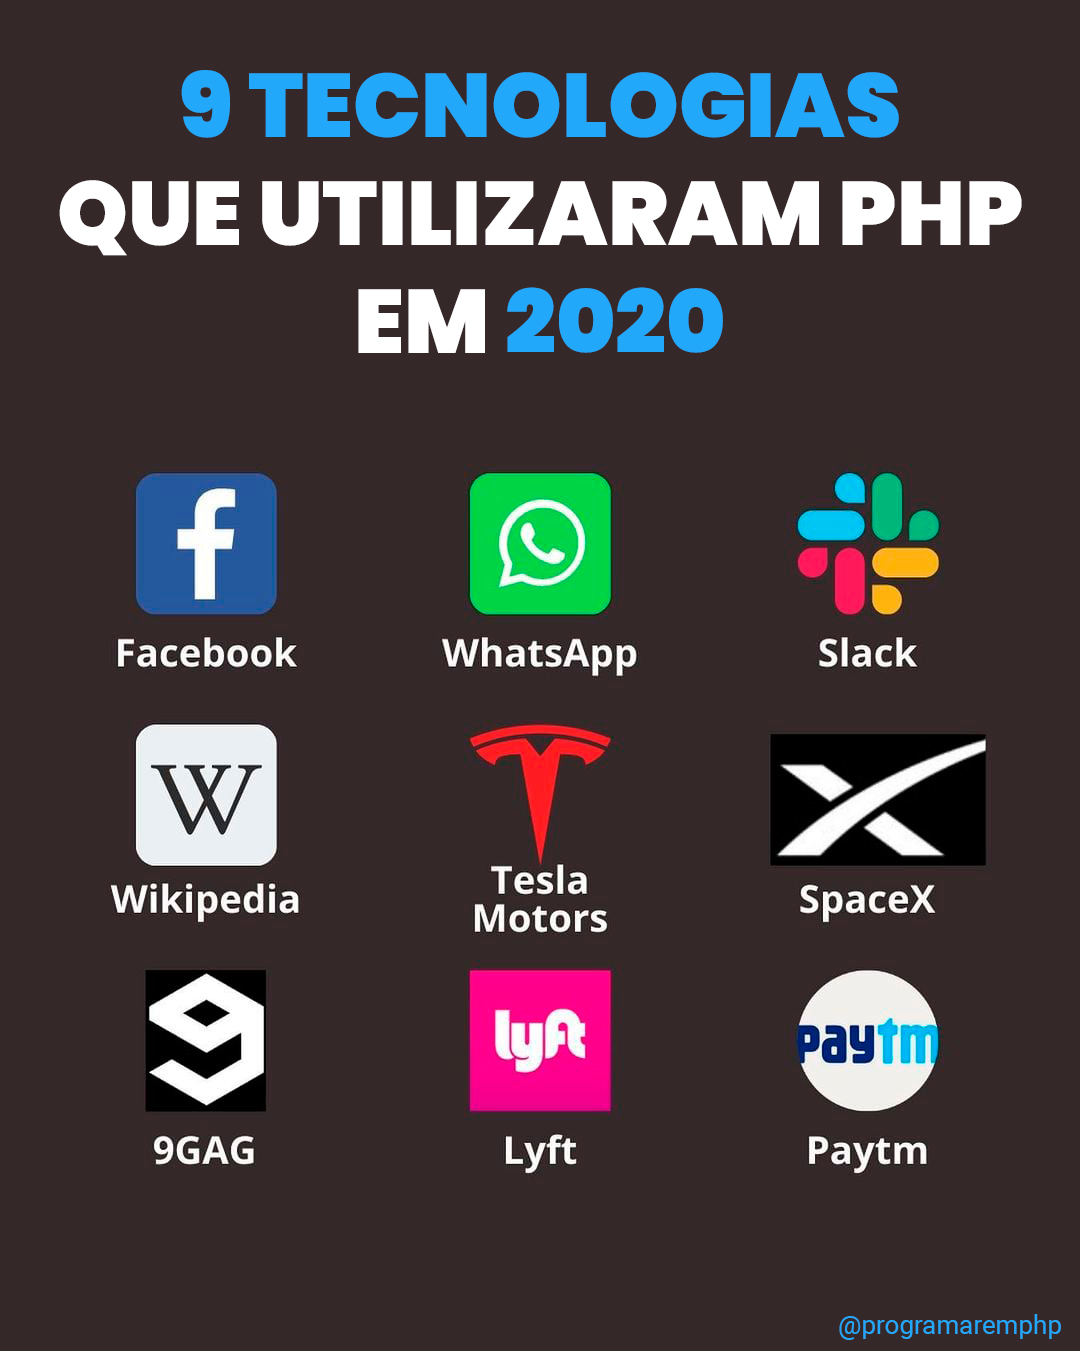 9 TECNOLOGIAS
QUE UTILIZARAM PHP
EM 2020
f
Facebook
WhatsApp
Slack
W
Wikipedia
Tesla
Motors
SpaceX
9
9GAG
lyft
Lyft
paytm
Paytm
@programaremphp